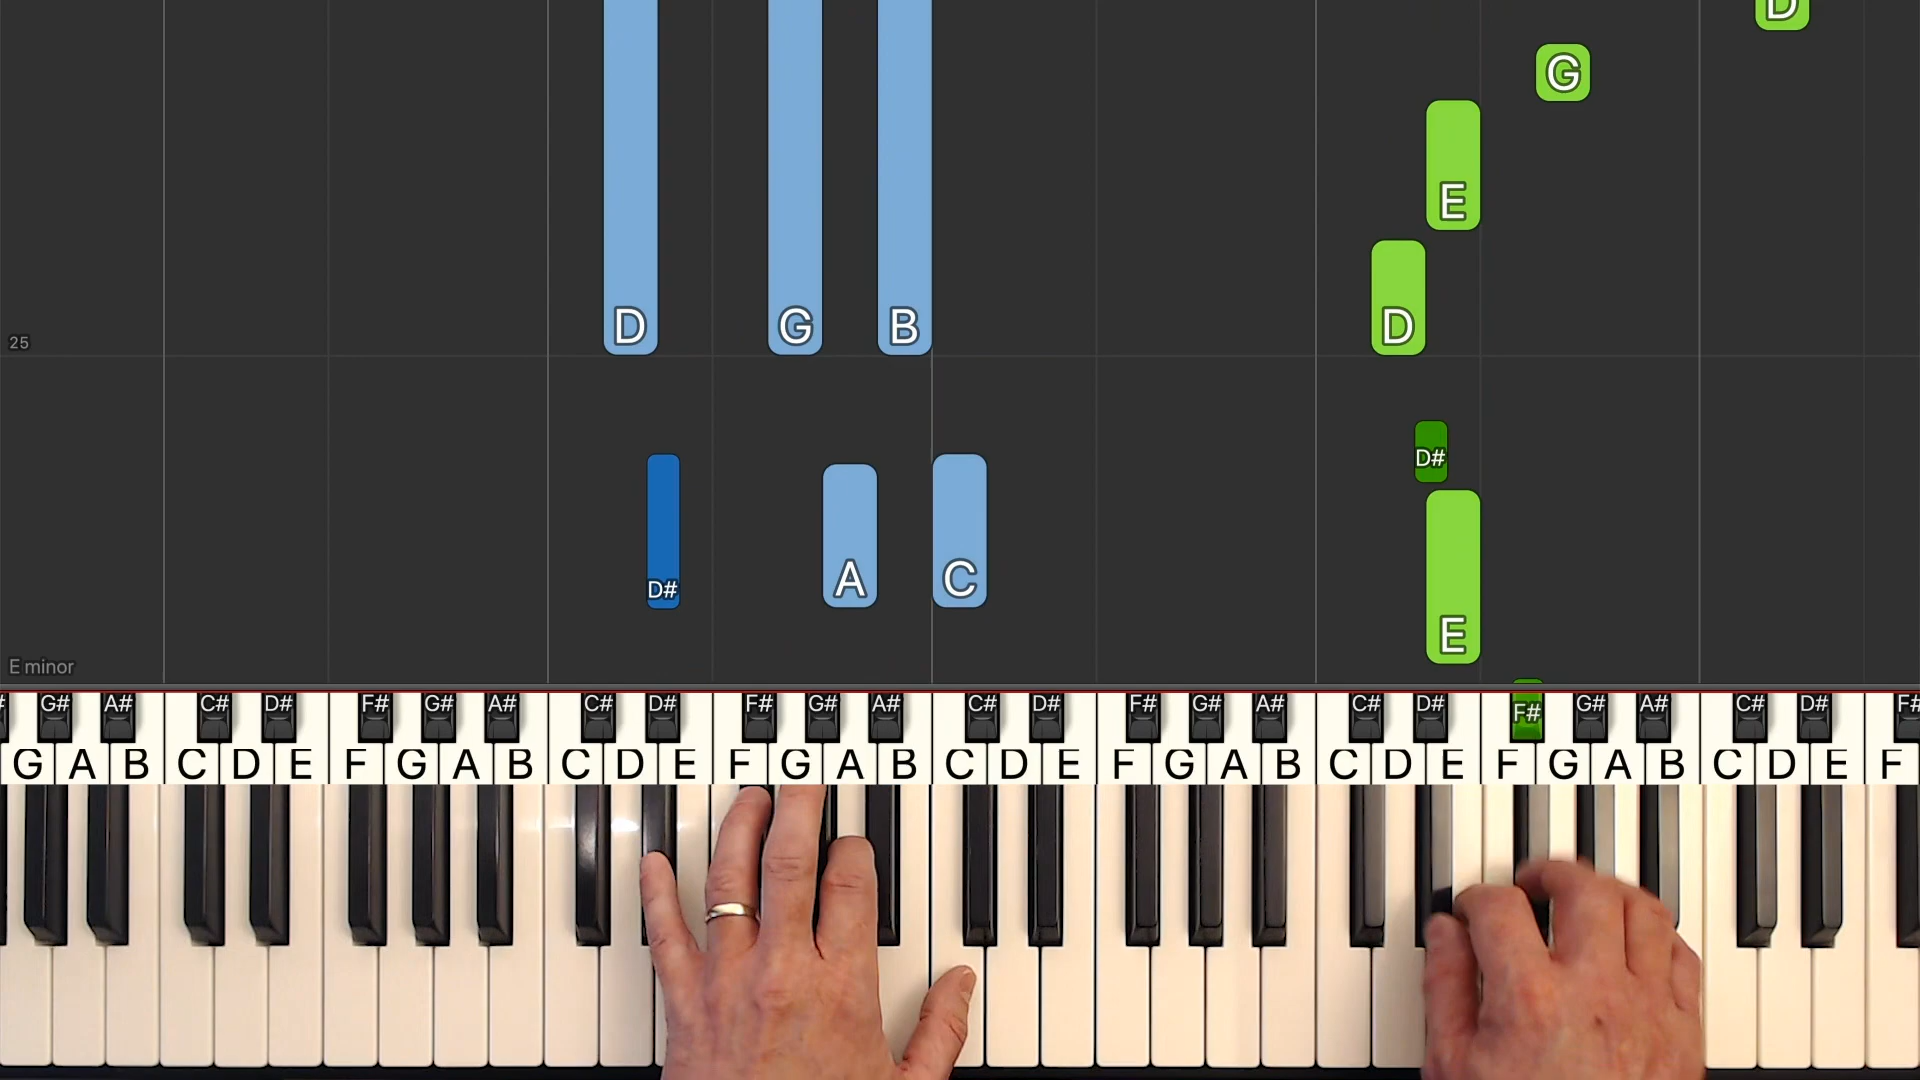 D
G
E
D
D G B
25
D#
D# A C
E
E minor
# G# A# C# D# F# G# A# C# D# F# G# A# C# D# F# G# A# C# D# F# G# A# C# D# F#
G A B C D E F G A B C D E F G A B C D E F G A B C D E F G A B C D E F